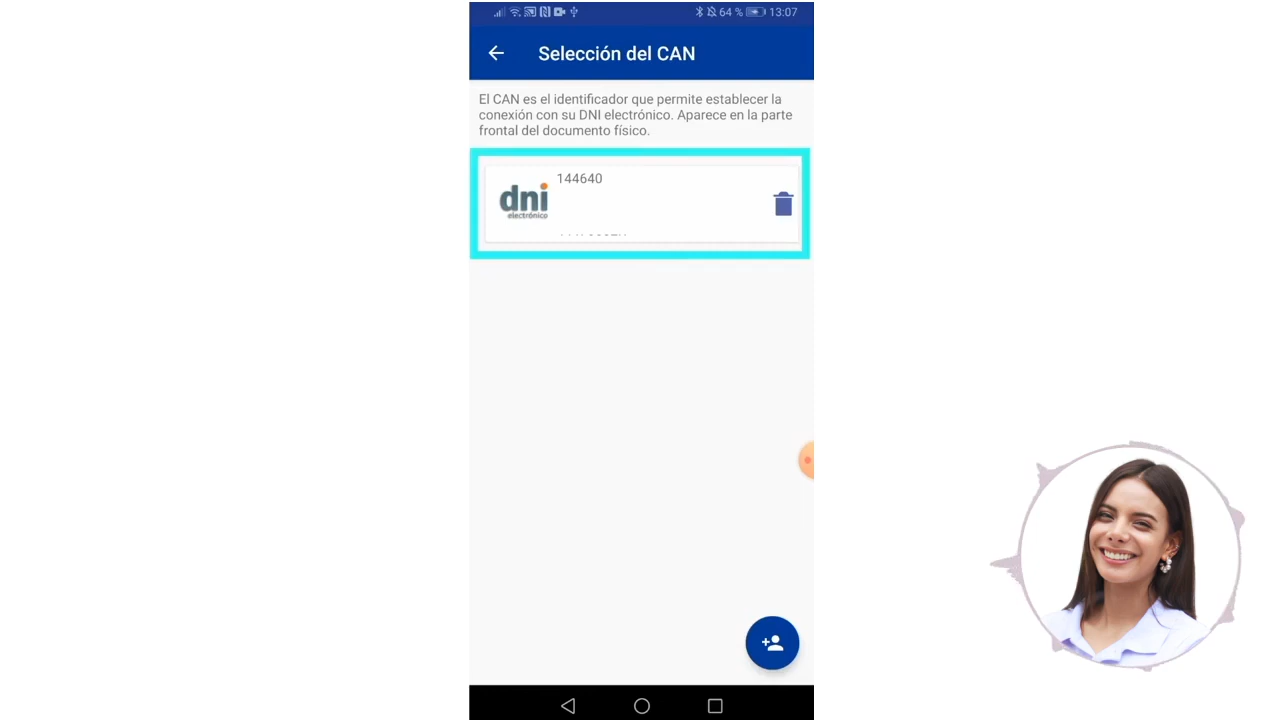 64 % 13:07
Selección del CAN
El CAN es el identificador que permite establecer la
conexión con su DNI electrónico. Aparece en la parte
frontal del documento físico.
144640
dni
electrónico